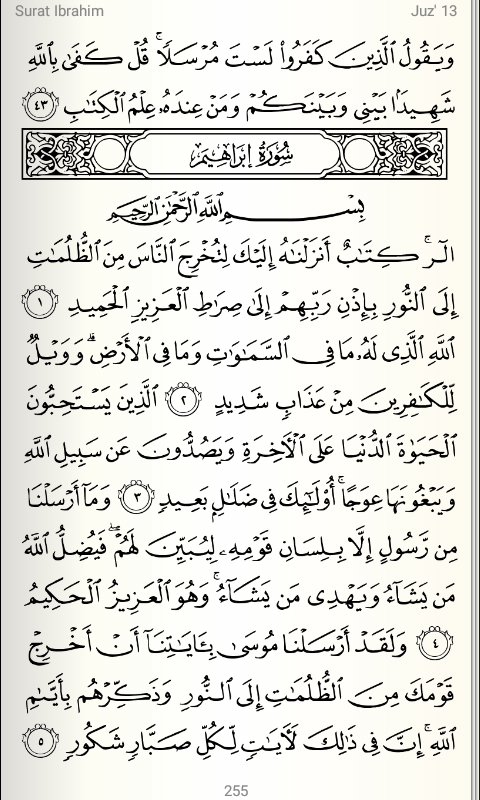 Surat Ibrahim Juz' 13
وَيَقُولُ ٱلَّذِينَ كَفَرُوا۟ لَسْتَ مُرْسَلًا ۚ قُلْ كَفَىٰ بِٱللَّهِ
شَهِيدًۢا بَيْنِى وَبَيْنَكُمْ وَمَنْ عِندَهُۥ عِلْمُ ٱلْكِتَٰبِ ٤٣
سُورَةُ إِبْرَاهِيمَ
بِسْمِ ٱللَّهِ ٱلرَّحْمَٰنِ ٱلرَّحِيمِ
الٓر ۚ كِتَٰبٌ أَنزَلْنَٰهُ إِلَيْكَ لِتُخْرِجَ ٱلنَّاسَ مِنَ ٱلظُّلُمَٰتِ
إِلَى ٱلنُّورِ بِإِذْنِ رَبِّهِمْ إِلَىٰ صِرَٰطِ ٱلْعَزِيزِ ٱلْحَمِيدِ ١
ٱللَّهِ ٱلَّذِى لَهُۥ مَا فِى ٱلسَّمَٰوَٰتِ وَمَا فِى ٱلْأَرْضِ ۗ وَوَيْلٌ
لِّلْكَٰفِرِينَ مِنْ عَذَابٍ شَدِيدٍ ٢ ٱلَّذِينَ يَسْتَحِبُّونَ
ٱلْحَيَوٰةَ ٱلدُّنْيَا عَلَى ٱلْءَاخِرَةِ وَيَصُدُّونَ عَن سَبِيلِ ٱللَّهِ
وَيَبْغُونَهَا عِوَجًا ۚ أُو۟لَٰٓئِكَ فِى ضَلَٰلٍۭ بَعِيدٍ ٣ وَمَآ أَرْسَلْنَا
مِن رَّسُولٍ إِلَّا بِلِسَانِ قَوْمِهِۦ لِيُبَيِّنَ لَهُمْ ۖ فَيُضِلُّ ٱللَّهُ
مَن يَشَآءُ وَيَهْدِى مَن يَشَآءُ ۚ وَهُوَ ٱلْعَزِيزُ ٱلْحَكِيمُ
٤ وَلَقَدْ أَرْسَلْنَا مُوسَىٰ بِـَٔايَٰتِنَآ أَنْ أَخْرِجْ
قَوْمَكَ مِنَ ٱلظُّلُمَٰتِ إِلَى ٱلنُّورِ وَذَكِّرْهُم بِأَيَّىٰمِ
ٱللَّهِ ۚ إِنَّ فِى ذَٰلِكَ لَءَايَٰتٍ لِّكُلِّ صَبَّارٍ شَكُورٍ ٥
255